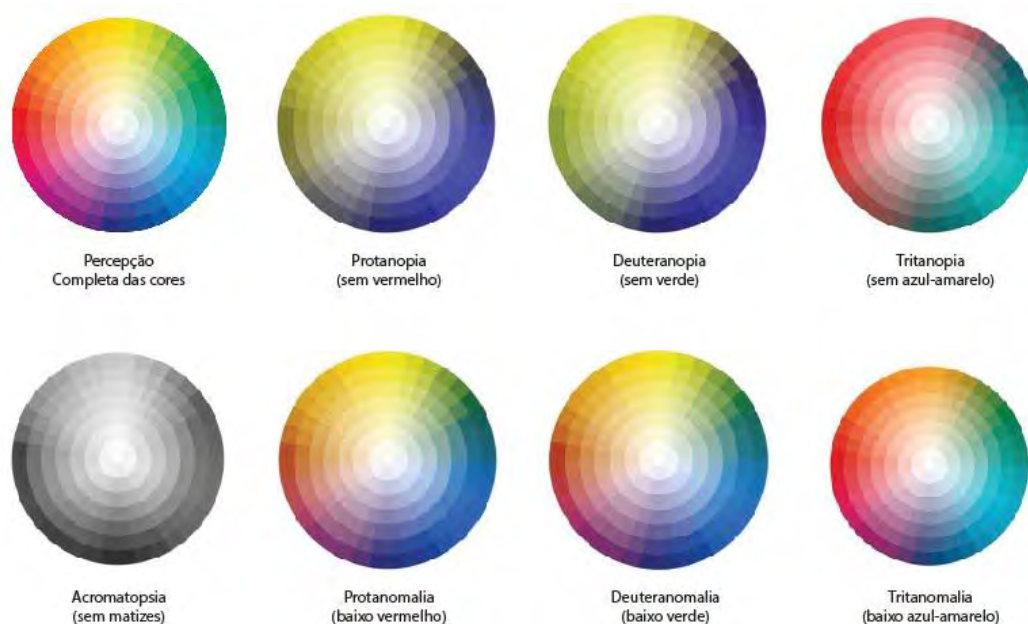 Percepção
Completa das cores
Protanopia
(sem vermelho)
Deuteranopia
(sem verde)
Tritanopia
(sem azul-amarelo)
Acromatopsia
(sem matizes)
Protanomalia
(baixo vermelho)
Deuteranomalia
(baixo verde)
Tritanomalia
(baixo azul-amarelo)